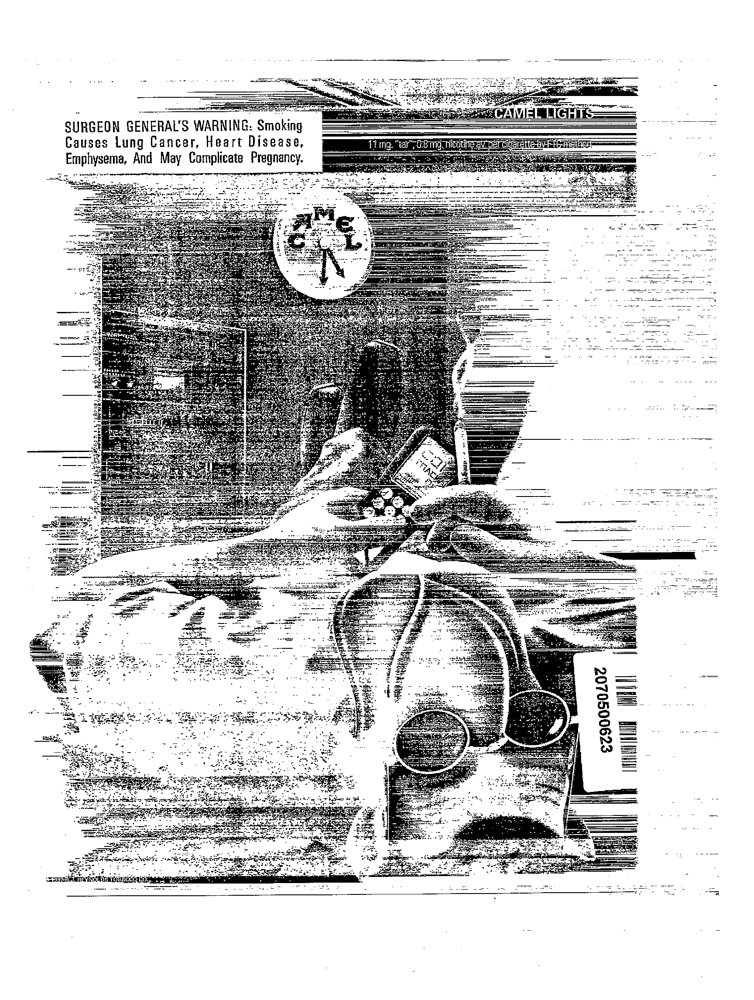 CAMEL LIGHTS
SURGEON GENERAL'S WARNING: Smoking
Causes Lung Cancer, Heart Disease,
Emphysema, And May Complicate Pregnancy.
11 mg. "tar", 0.8 mg. nicotine av. per cigarette by FTC method.
CAMEL
2070500623